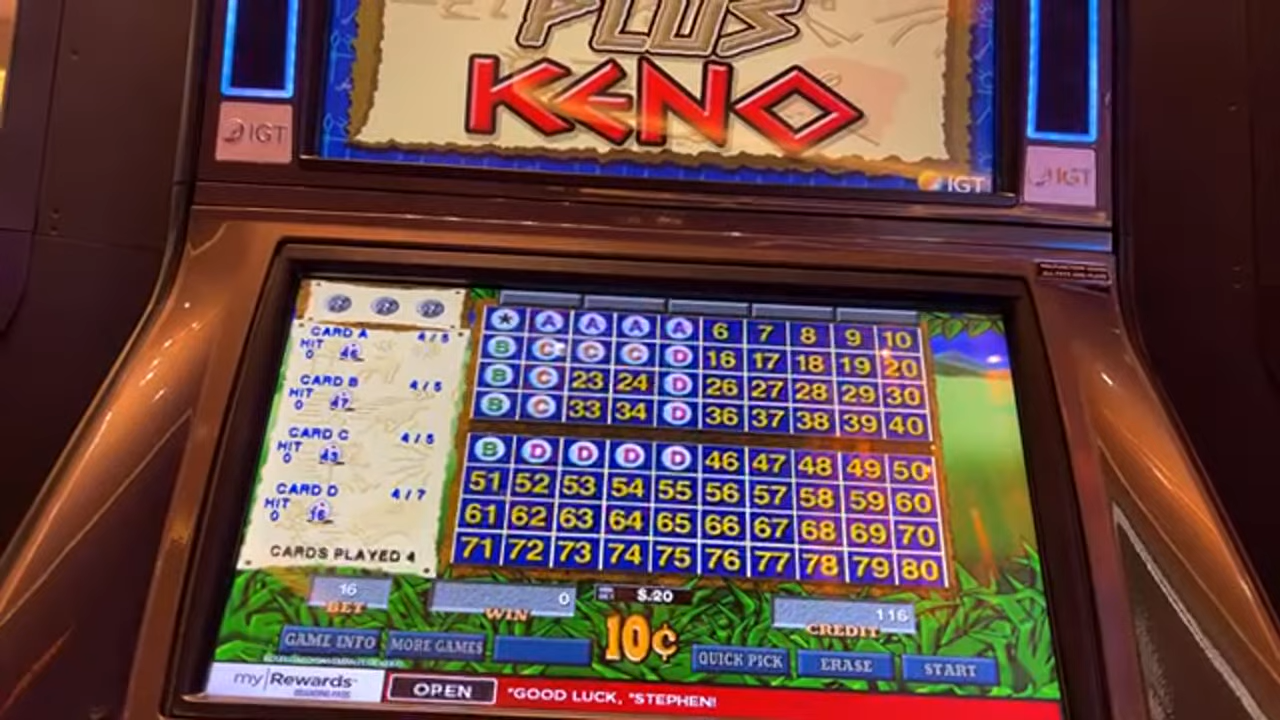 PLUS
KENO
IGT
IGT
IGT
CARD A 4/5
HIT
0
CARD B 4/5
HIT
0 47
CARD C 4/5
HIT
0 43
CARD D 4/7
HIT
0 16
CARDS PLAYED 4
A A A A 6 7 8 9 10
B C C C D 16 17 18 19 20
B C 23 24 D 26 27 28 29 30
B C 33 34 D 36 37 38 39 40
B D D D D 46 47 48 49 50
51 52 53 54 55 56 57 58 59 60
61 62 63 64 65 66 67 68 69 70
71 72 73 74 75 76 77 78 79 80
16 0 $.20 116
BET WIN 10¢ CREDIT
GAME INFO MORE GAMES QUICK PICK ERASE START
my|Rewards OPEN *GOOD LUCK, *STEPHEN!